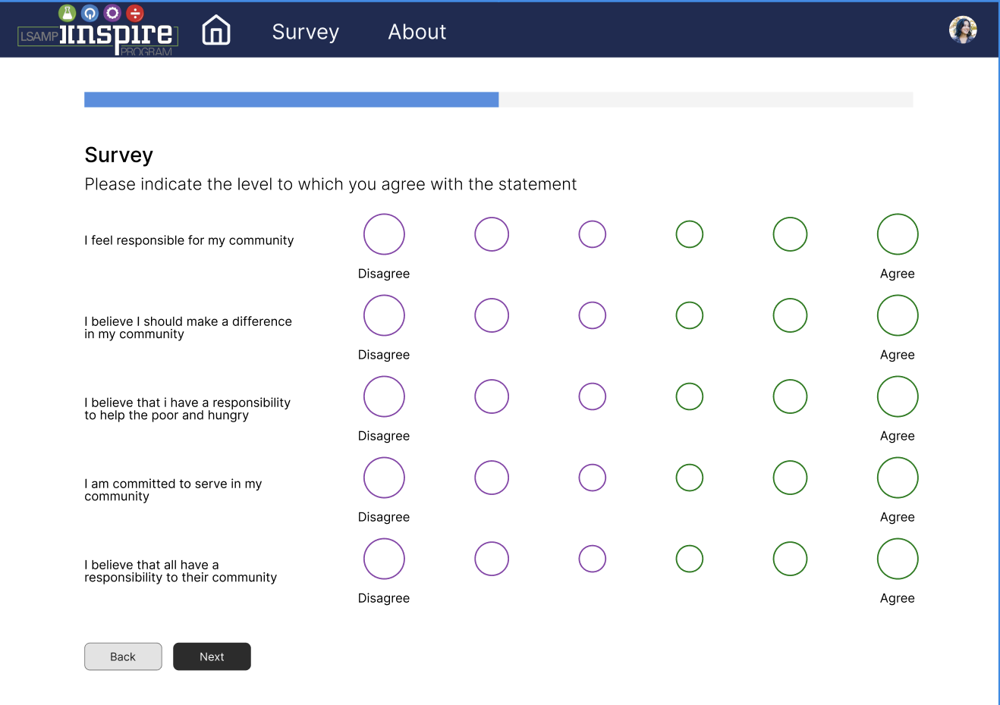 LSAMP iinspire
PROGRAM
Survey
About
Survey
Please indicate the level to which you agree with the statement
I feel responsible for my community
Disagree
Agree
I believe I should make a difference
in my community
Disagree
Agree
I believe that i have a responsibility
to help the poor and hungry
Disagree
Agree
I am committed to serve in my
community
Disagree
Agree
I believe that all have a
responsibility to their community
Disagree
Agree
Back
Next